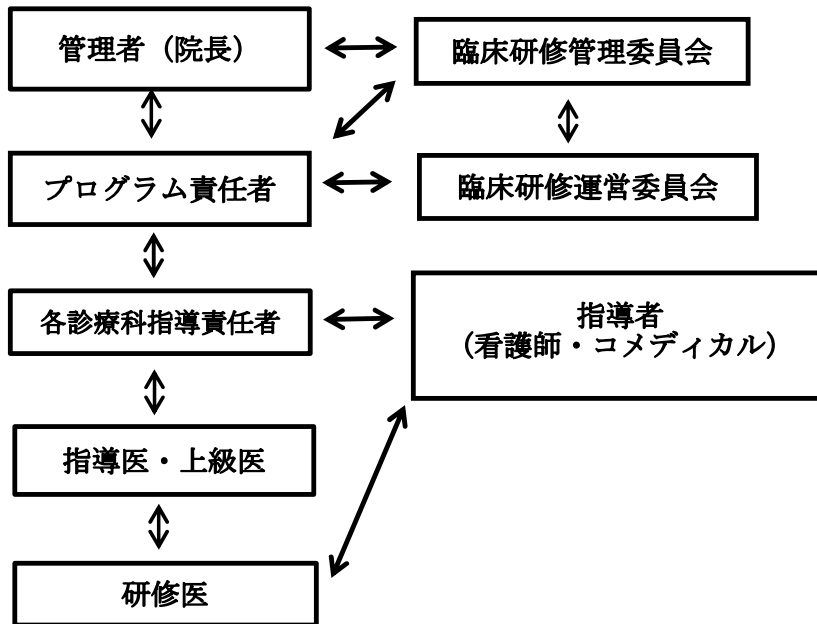 管理者（院長）
臨床研修管理委員会
プログラム責任者
臨床研修運営委員会
各診療科指導責任者
指導者
（看護師・コメディカル）
指導医・上級医
研修医